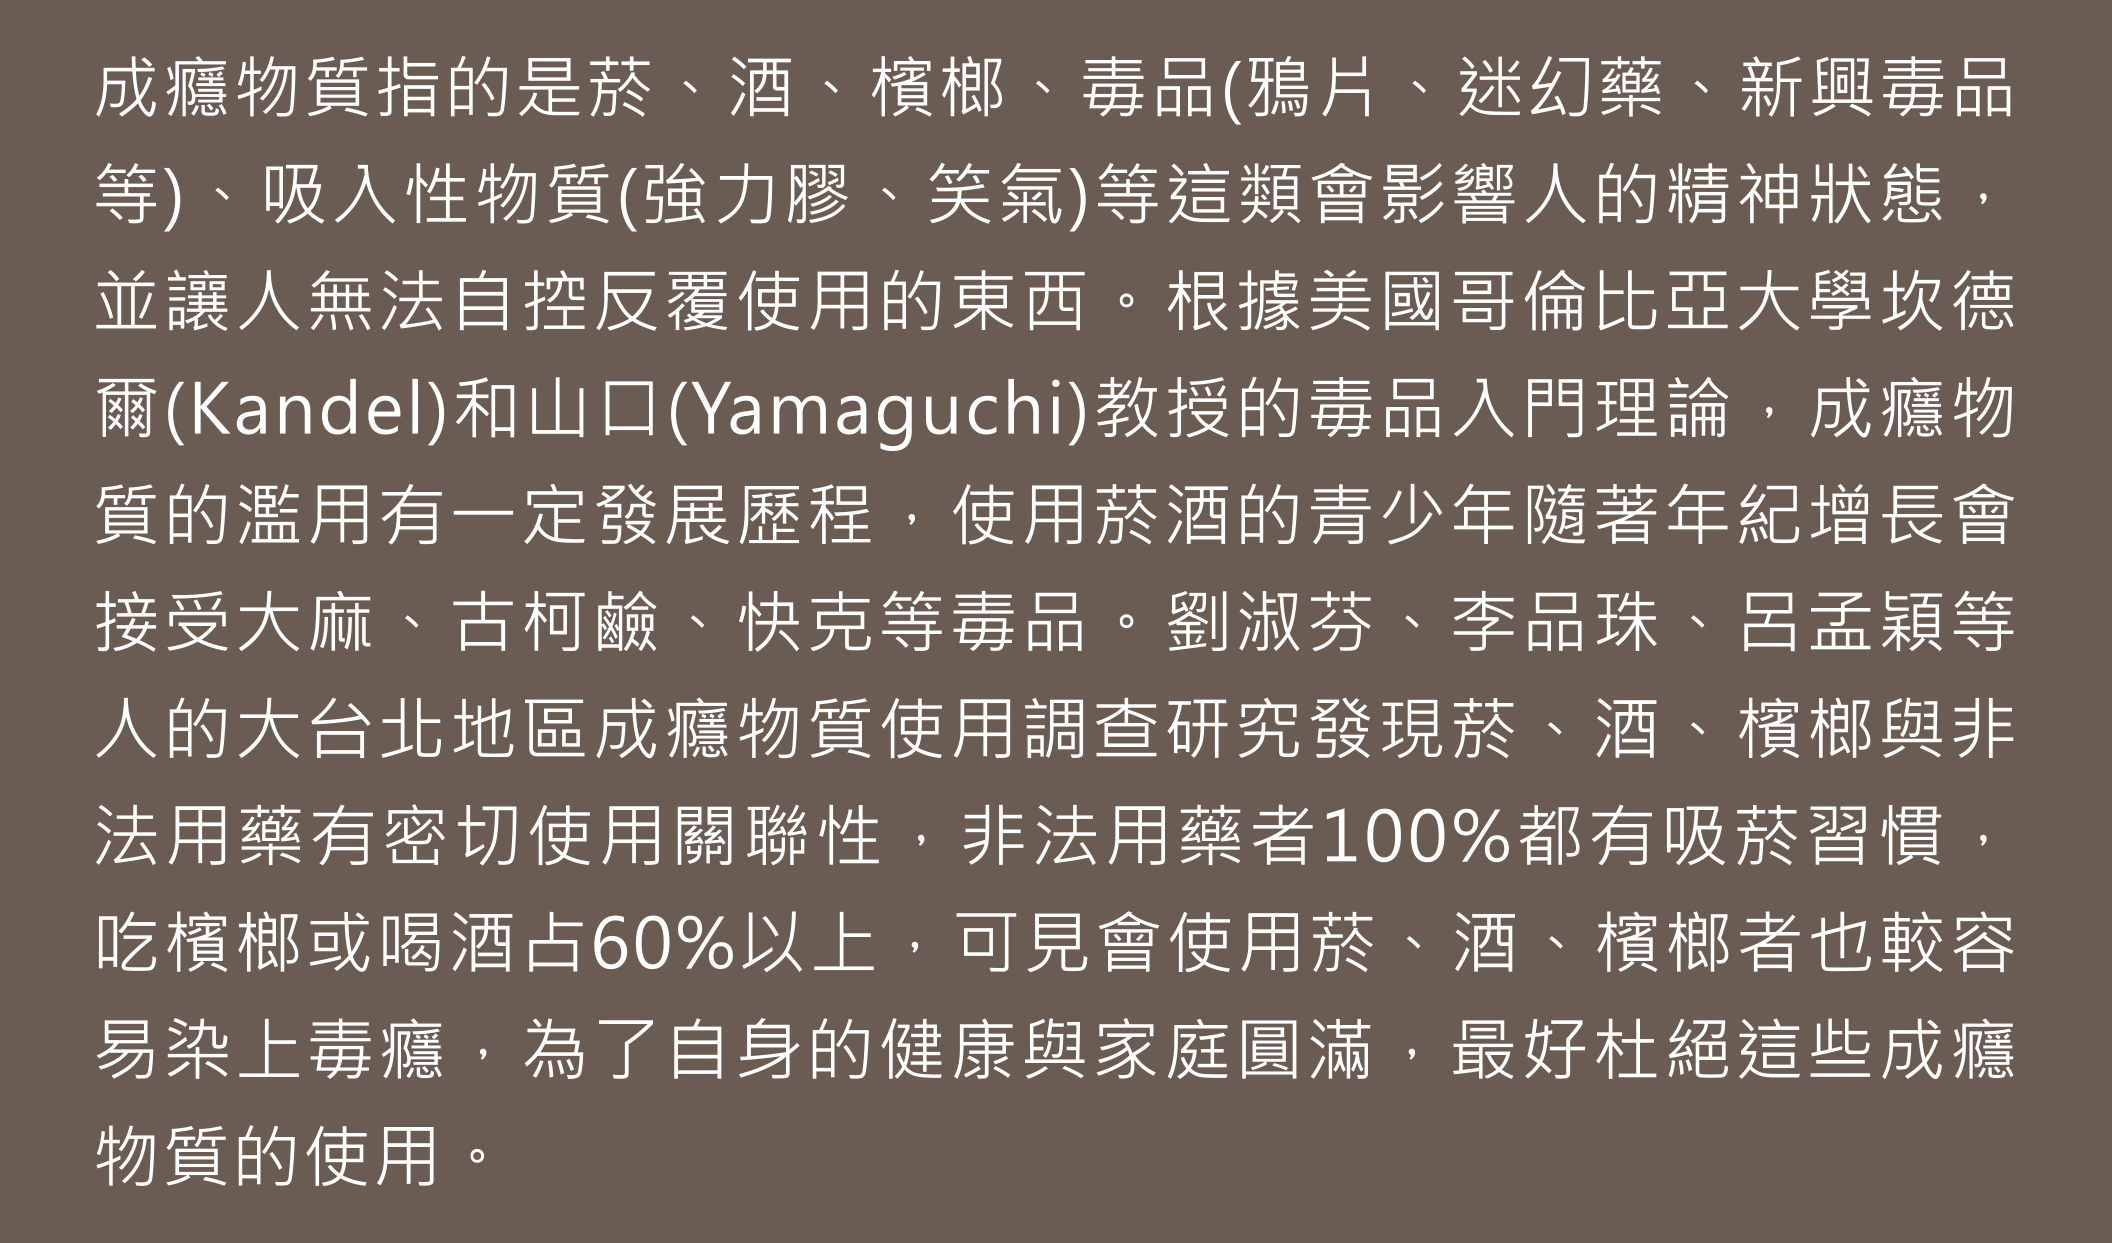 成癮物質指的是菸、酒、檳榔、毒品(鴉片、迷幻藥、新興毒品
等)、吸入性物質(強力膠、笑氣)等這類會影響人的精神狀態，
並讓人無法自控反覆使用的東西。根據美國哥倫比亞大學坎德
爾(Kandel)和山口(Yamaguchi)教授的毒品入門理論，成癮物
質的濫用有一定發展歷程，使用菸酒的青少年隨著年紀增長會
接受大麻、古柯鹼、快克等毒品。劉淑芬、李品珠、呂孟穎等
人的大台北地區成癮物質使用調查研究發現菸、酒、檳榔與非
法用藥有密切使用關聯性，非法用藥者100%都有吸菸習慣，
吃檳榔或喝酒占60%以上，可見會使用菸、酒、檳榔者也較容
易染上毒癮，為了自身的健康與家庭圓滿，最好杜絕這些成癮
物質的使用。